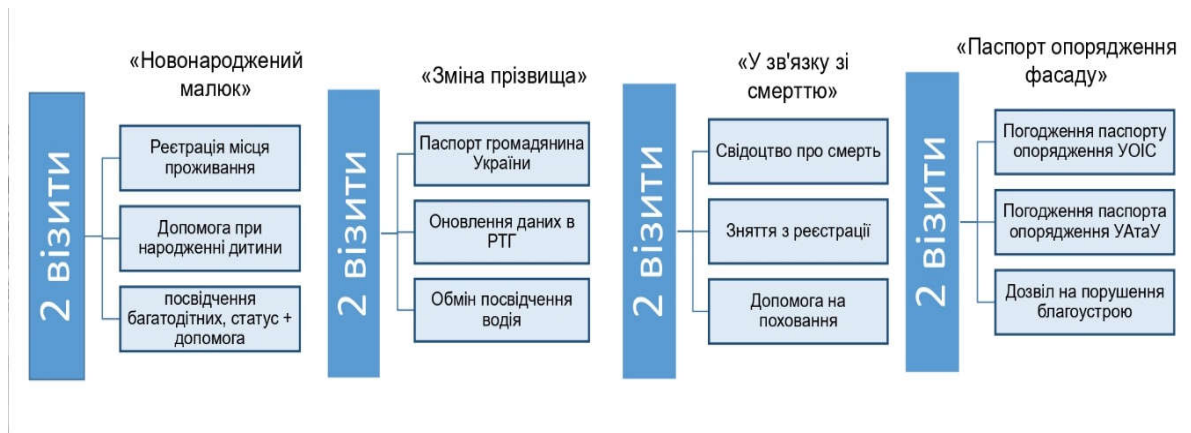 «Новонароджений
малюк»
2 візити
Реєстрація місця
проживання
Допомога при
народженні дитини
посвідчення
багатодітних, статус +
допомога
«Зміна прізвища»
2 візити
Паспорт громадянина
України
Оновлення даних в
РТГ
Обмін посвідчення
водія
«У зв'язку зі
смерттю»
2 візити
Свідоцтво про смерть
Зняття з реєстрації
Допомога на
поховання
«Паспорт опорядження
фасаду»
2 візити
Погодження паспорту
опорядження УОІС
Погодження паспорта
опорядження УАтаУ
Дозвіл на порушення
благоустрою